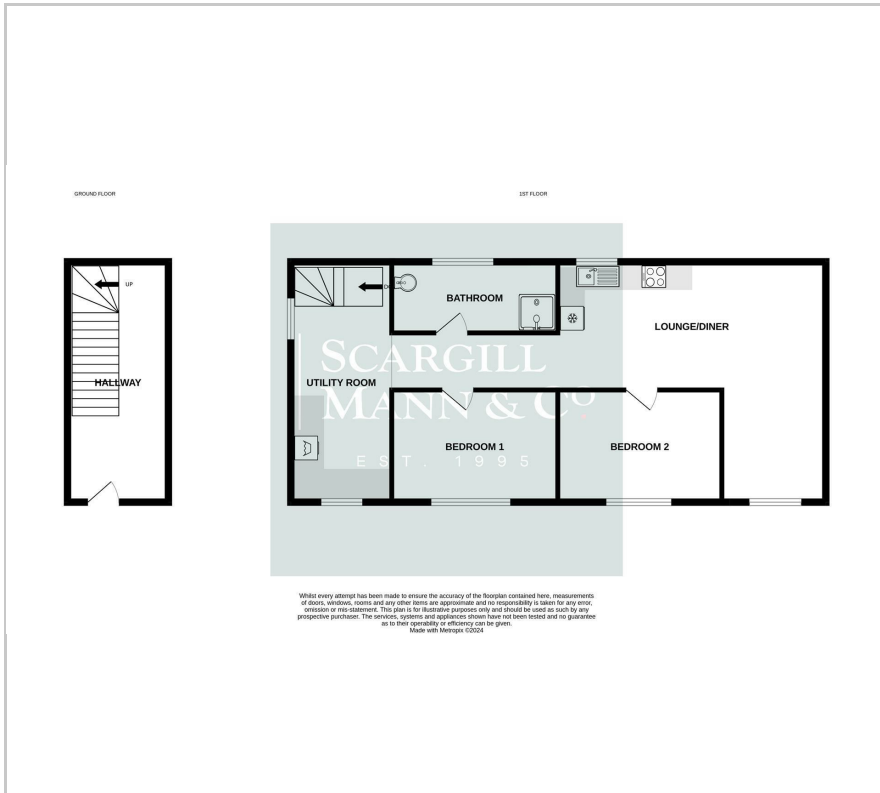 GROUND FLOOR
1ST FLOOR
UP
HALLWAY
BATHROOM
LOUNGE/DINER
UTILITY ROOM
BEDROOM 1
BEDROOM 2
SCARGILL
MANN & CO
EST. 1995
Whilst every attempt has been made to ensure the accuracy of the floorplan contained here, measurements
of doors, windows, rooms and any other items are approximate and no responsibility is taken for any error,
omission or mis-statement. This plan is for illustrative purposes only and should be used as such by any
prospective purchaser. The services, systems and appliances shown have not been tested and no guarantee
as to their operability or efficiency can be given.
Made with Metropix ©2024